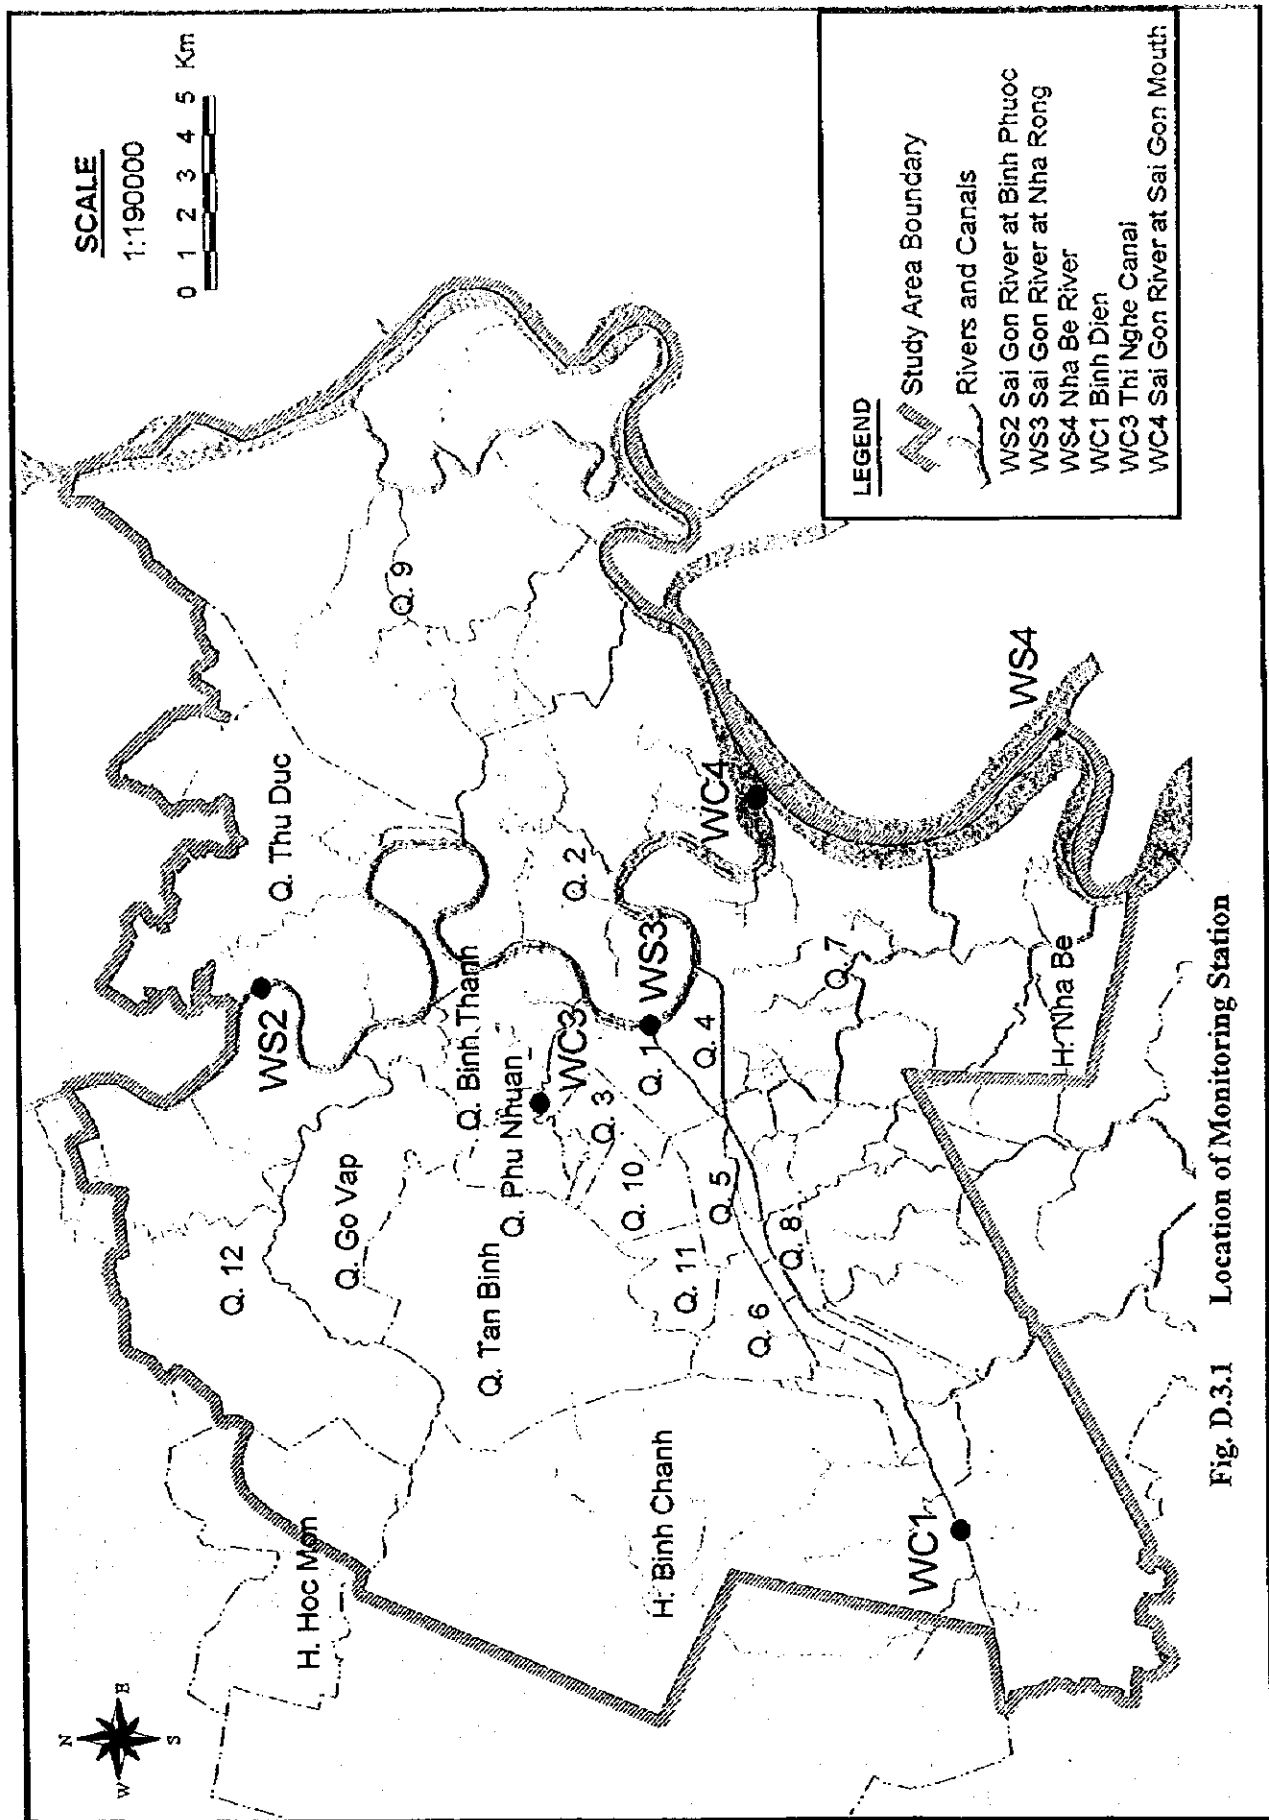 N
W
E
S
SCALE
1:190000
0 1 2 3 4 5 Km
H. Hoc Mon
Q. 12
Q. Go Vap
WS2
Q. Thu Duc
Q. 9
Q. Tan Binh
Q. Phu Nhuan
Q. Binh Thanh
WC3
Q. 3
Q. 10
Q. 11
Q. 1
WS3
Q. 2
WC4
H. Binh Chanh
Q. 6
Q. 5
Q. 8
Q. 4
Q. 7
WC1
H. Nha Be
WS4
LEGEND
Study Area Boundary
Rivers and Canals
WS2 Sai Gon River at Binh Phuoc
WS3 Sai Gon River at Nha Rong
WS4 Nha Be River
WC1 Binh Dien
WC3 Thi Nghe Canal
WC4 Sai Gon River at Sai Gon Mouth
Fig. D.3.1 Location of Monitoring Station